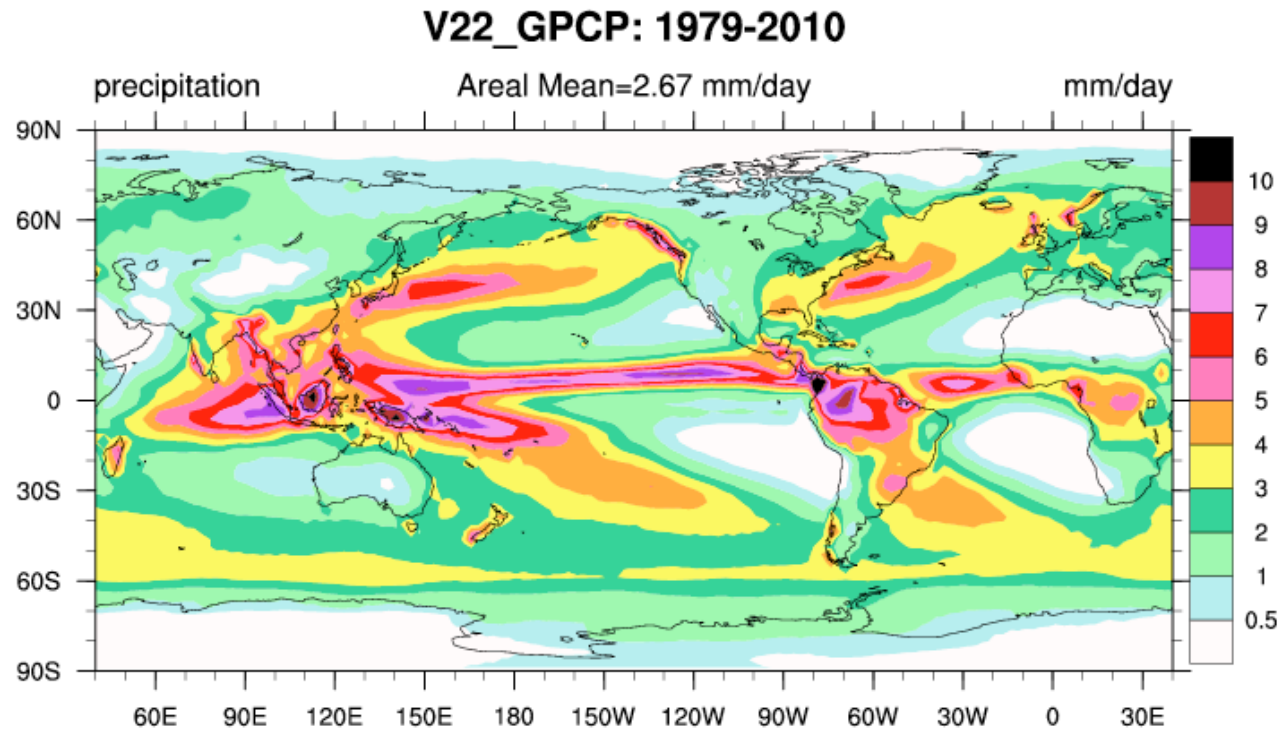 V22_GPCP: 1979-2010
precipitation Areal Mean=2.67 mm/day mm/day
90N
60N
30N
0
30S
60S
90S
60E 90E 120E 150E 180 150W 120W 90W 60W 30W 0 30E
10
9
8
7
6
5
4
3
2
1
0.5